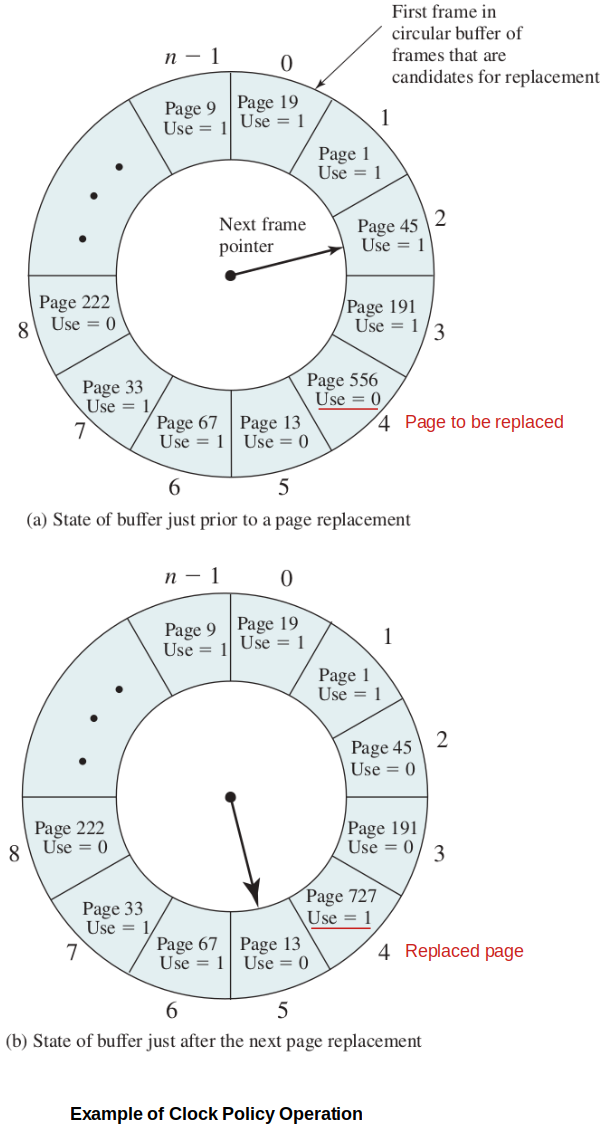 First frame in
circular buffer of
frames that are
candidates for replacement
n − 1
0
Page 9
Use = 1
Page 19
Use = 1
1
Page 1
Use = 1
2
Page 45
Use = 1
Next frame
pointer
Page 191
Use = 1
3
Page 556
Use = 0
4
Page to be replaced
Page 13
Use = 0
5
Page 67
Use = 1
6
Page 33
Use = 1
7
Page 222
Use = 0
8
(a) State of buffer just prior to a page replacement
n − 1
0
Page 9
Use = 1
Page 19
Use = 1
1
Page 1
Use = 1
2
Page 45
Use = 0
Page 191
Use = 0
3
Page 727
Use = 1
4
Replaced page
Page 13
Use = 0
5
Page 67
Use = 1
6
Page 33
Use = 1
7
Page 222
Use = 0
8
(b) State of buffer just after the next page replacement
Example of Clock Policy Operation